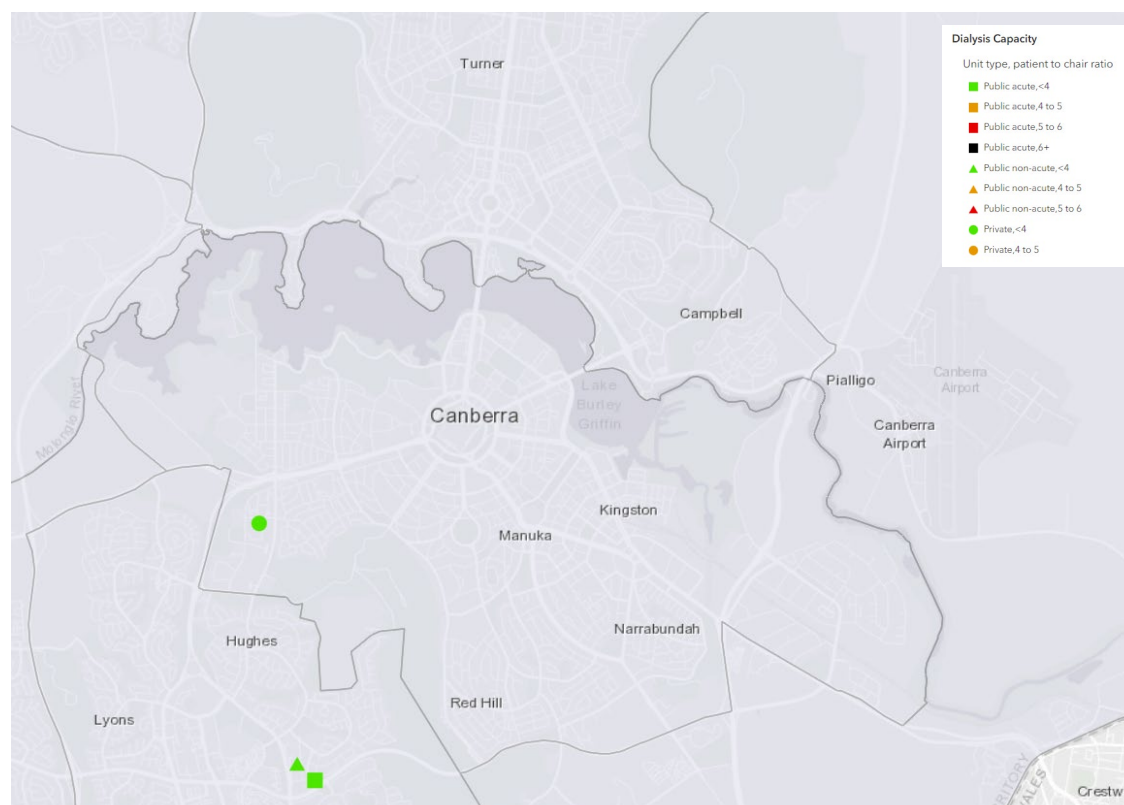 Turner
Dialysis Capacity
Unit type, patient to chair ratio
Public acute,<4
Public acute,4 to 5
Public acute,5 to 6
Public acute,6+
Public non-acute,<4
Public non-acute,4 to 5
Public non-acute,5 to 6
Private,<4
Private,4 to 5
Campbell
Molonglo River
Lake
Burley
Griffin
Pialligo
Canberra
Airport
Canberra
Canberra
Airport
Kingston
Manuka
Narrabundah
Hughes
Red Hill
Lyons
RITORY
ALES
Crestw